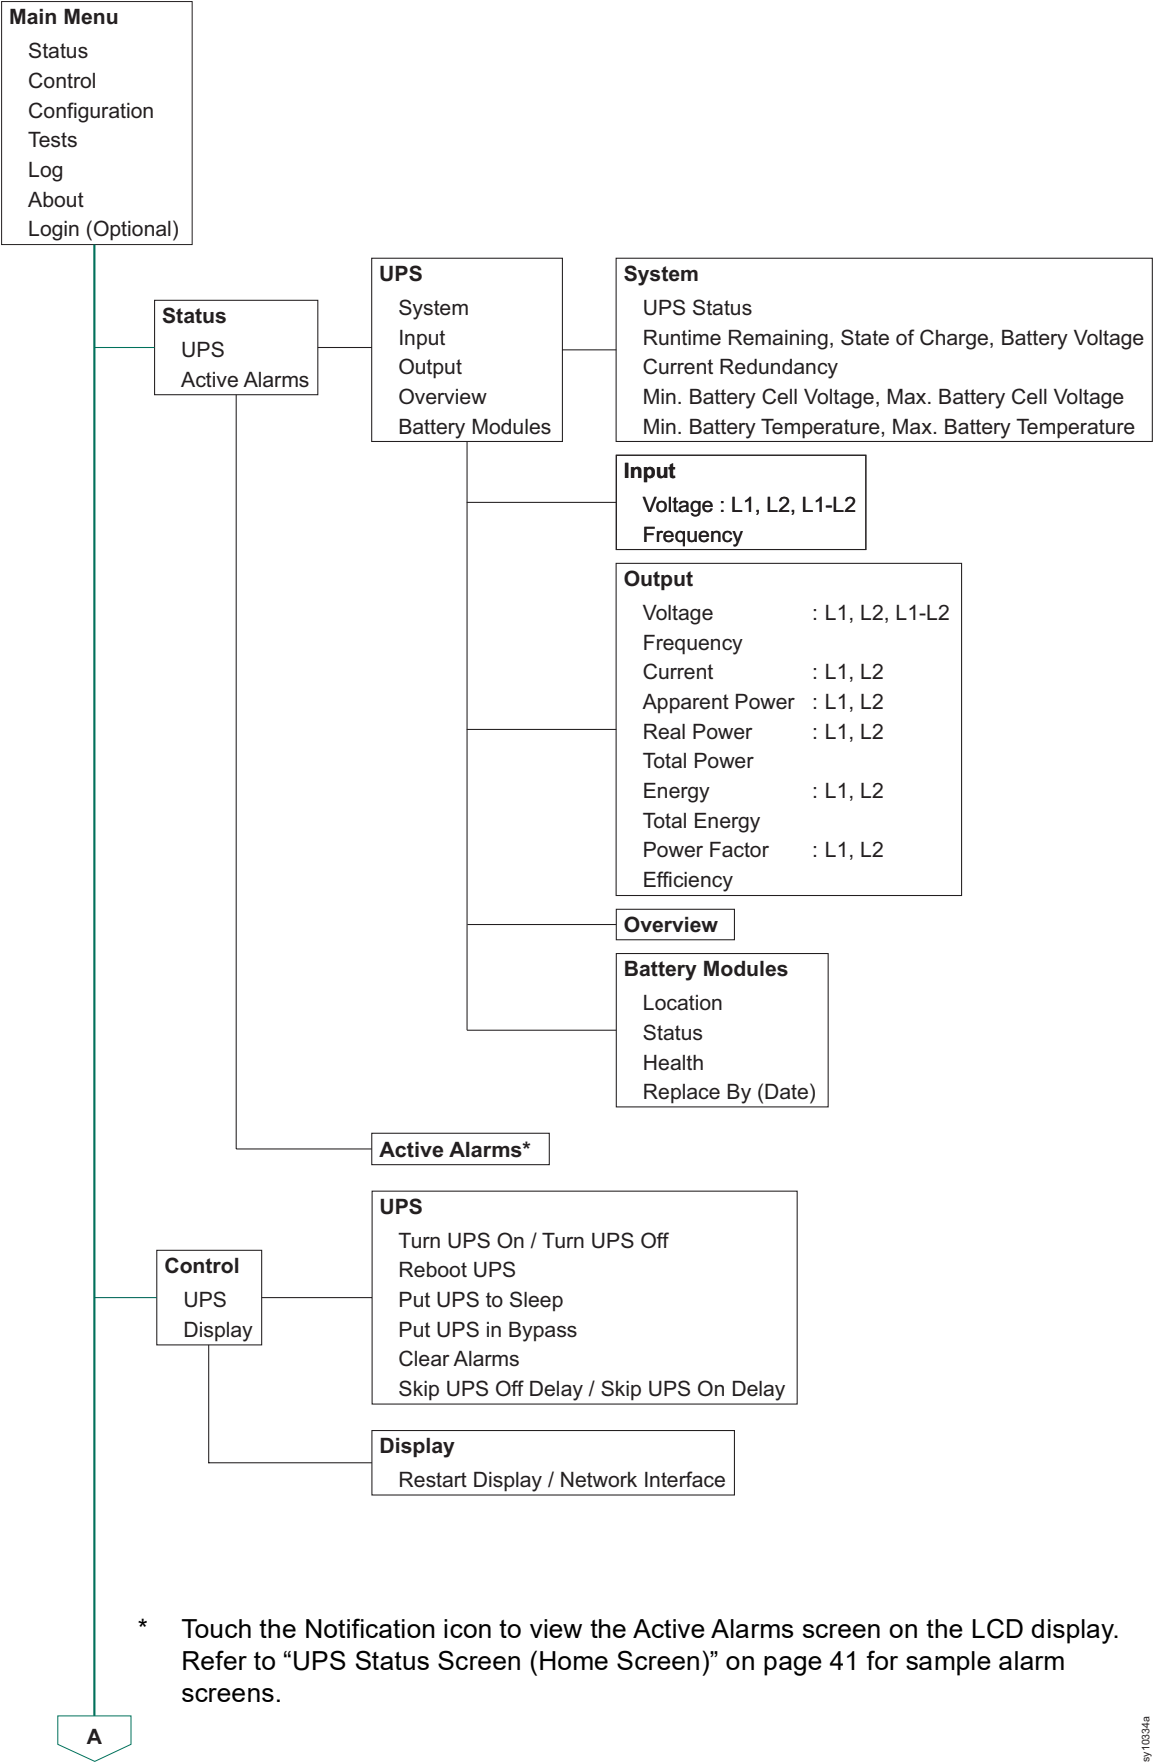 Main Menu
Status
Control
Configuration
Tests
Log
About
Login (Optional)
Status
UPS
Active Alarms
UPS
System
Input
Output
Overview
Battery Modules
System
UPS Status
Runtime Remaining, State of Charge, Battery Voltage
Current Redundancy
Min. Battery Cell Voltage, Max. Battery Cell Voltage
Min. Battery Temperature, Max. Battery Temperature
Input
Voltage : L1, L2, L1-L2
Frequency
Output
Voltage : L1, L2, L1-L2
Frequency
Current : L1, L2
Apparent Power : L1, L2
Real Power : L1, L2
Total Power
Energy : L1, L2
Total Energy
Power Factor : L1, L2
Efficiency
Overview
Battery Modules
Location
Status
Health
Replace By (Date)
Active Alarms*
Control
UPS
Display
UPS
Turn UPS On / Turn UPS Off
Reboot UPS
Put UPS to Sleep
Put UPS in Bypass
Clear Alarms
Skip UPS Off Delay / Skip UPS On Delay
Display
Restart Display / Network Interface
* Touch the Notification icon to view the Active Alarms screen on the LCD display.
Refer to “UPS Status Screen (Home Screen)” on page 41 for sample alarm
screens.
A
sy10334a